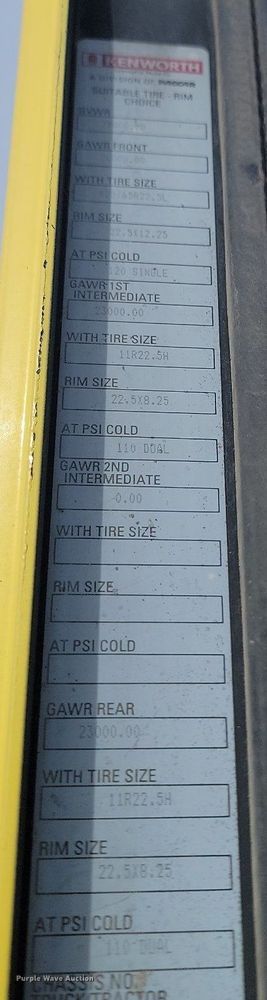 KENWORTH
A DIVISION OF PACCAR
SUITABLE TIRE - RIM
CHOICE
GVWR
GAWR FRONT
WITH TIRE SIZE
RIM SIZE
22.5X12.25
AT PSI COLD
120 SINGLE
GAWR 1ST
INTERMEDIATE
23000.00
WITH TIRE SIZE
11R22.5H
RIM SIZE
22.5X8.25
AT PSI COLD
110 DUAL
GAWR 2ND
INTERMEDIATE
0.00
WITH TIRE SIZE
RIM SIZE
AT PSI COLD
GAWR REAR
23000.00
WITH TIRE SIZE
11R22.5H
RIM SIZE
22.5X8.25
AT PSI COLD
110 DUAL
CHASSIS NO.
TRACTOR
Purple Wave Auction